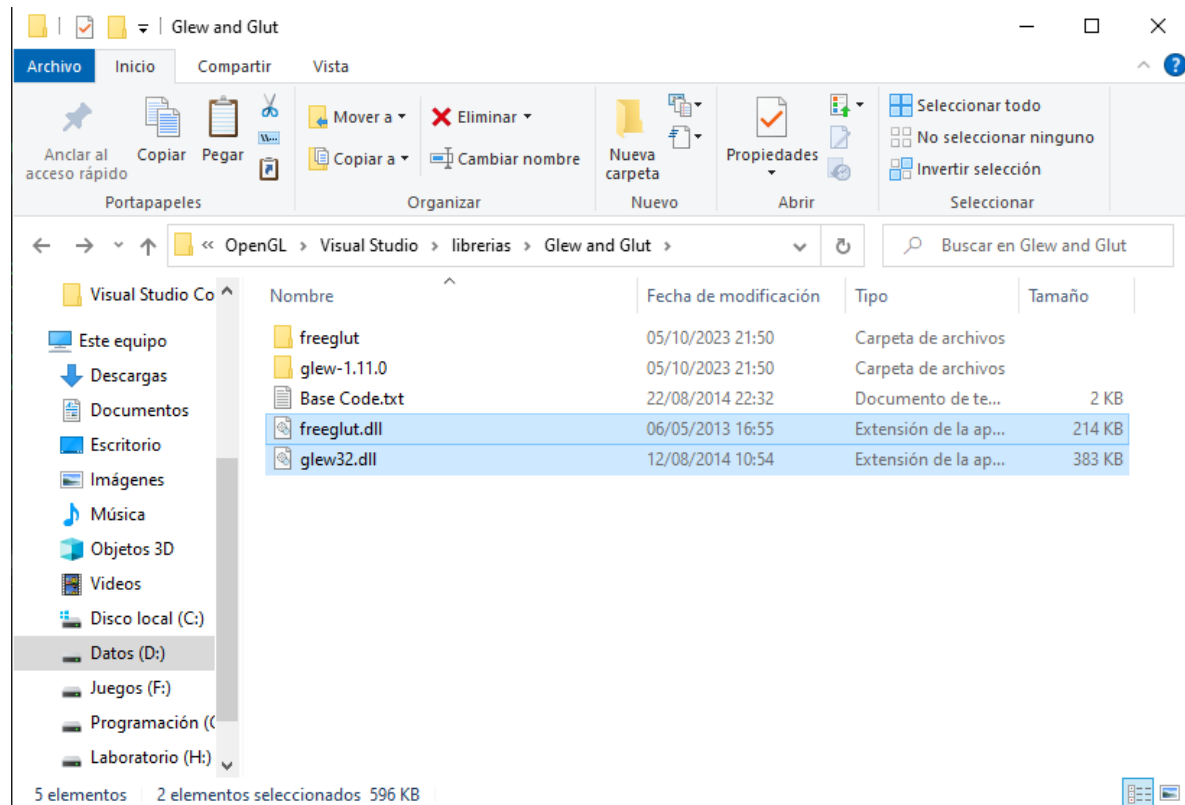 Glew and Glut
Archivo Inicio Compartir Vista
Anclar al acceso rápido
Copiar
Pegar
Portapapeles
Mover a
Copiar a
Eliminar
Cambiar nombre
Organizar
Nueva carpeta
Nuevo
Propiedades
Abrir
Seleccionar todo
No seleccionar ninguno
Invertir selección
Seleccionar
« OpenGL > Visual Studio > librerias > Glew and Glut >
Buscar en Glew and Glut
Visual Studio Co
Este equipo
Descargas
Documentos
Escritorio
Imágenes
Música
Objetos 3D
Videos
Disco local (C:)
Datos (D:)
Juegos (F:)
Programación (
Laboratorio (H:)
Nombre Fecha de modificación Tipo Tamaño
freeglut 05/10/2023 21:50 Carpeta de archivos
glew-1.11.0 05/10/2023 21:50 Carpeta de archivos
Base Code.txt 22/08/2014 22:32 Documento de te... 2 KB
freeglut.dll 06/05/2013 16:55 Extensión de la ap... 214 KB
glew32.dll 12/08/2014 10:54 Extensión de la ap... 383 KB
5 elementos 2 elementos seleccionados 596 KB